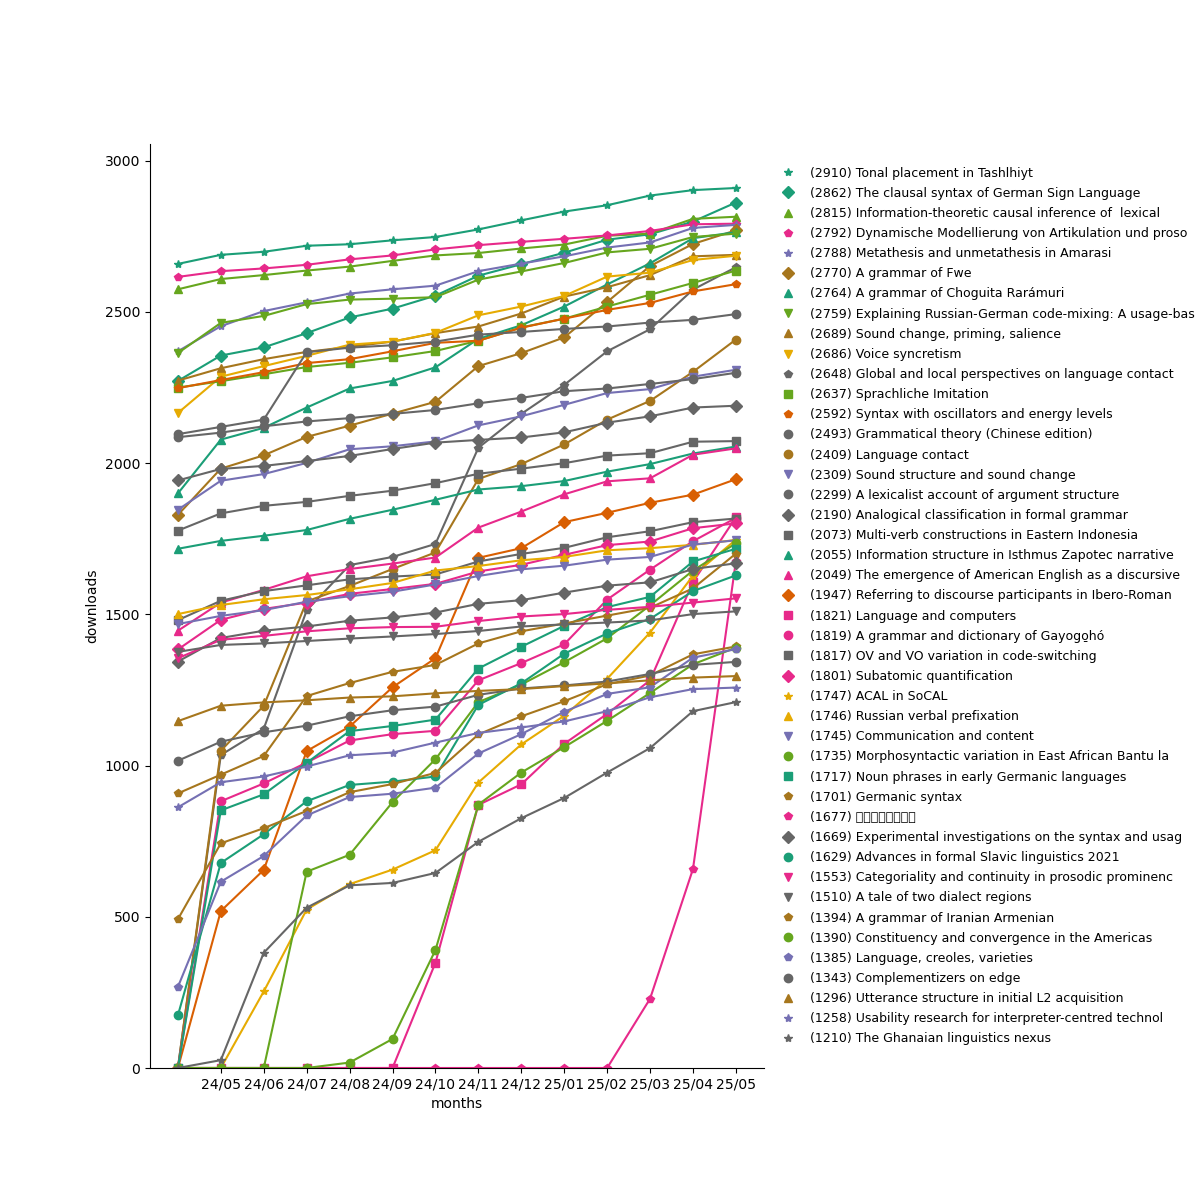 3000
2500
2000
1500
1000
500
0
downloads
24/05 24/06 24/07 24/08 24/09 24/10 24/11 24/12 25/01 25/02 25/03 25/04 25/05
months
(2910) Tonal placement in Tashlhiyt
(2862) The clausal syntax of German Sign Language
(2815) Information-theoretic causal inference of  lexical
(2792) Dynamische Modellierung von Artikulation und proso
(2788) Metathesis and unmetathesis in Amarasi
(2770) A grammar of Fwe
(2764) A grammar of Choguita Rarámuri
(2759) Explaining Russian-German code-mixing: A usage-bas
(2689) Sound change, priming, salience
(2686) Voice syncretism
(2648) Global and local perspectives on language contact
(2637) Sprachliche Imitation
(2592) Syntax with oscillators and energy levels
(2493) Grammatical theory (Chinese edition)
(2409) Language contact
(2309) Sound structure and sound change
(2299) A lexicalist account of argument structure
(2190) Analogical classification in formal grammar
(2073) Multi-verb constructions in Eastern Indonesia
(2055) Information structure in Isthmus Zapotec narrative
(2049) The emergence of American English as a discursive
(1947) Referring to discourse participants in Ibero-Roman
(1821) Language and computers
(1819) A grammar and dictionary of Gayogo̱hó
(1817) OV and VO variation in code-switching
(1801) Subatomic quantification
(1747) ACAL in SoCAL
(1746) Russian verbal prefixation
(1745) Communication and content
(1735) Morphosyntactic variation in East African Bantu la
(1717) Noun phrases in early Germanic languages
(1701) Germanic syntax
(1677)
(1669) Experimental investigations on the syntax and usag
(1629) Advances in formal Slavic linguistics 2021
(1553) Categoriality and continuity in prosodic prominenc
(1510) A tale of two dialect regions
(1394) A grammar of Iranian Armenian
(1390) Constituency and convergence in the Americas
(1385) Language, creoles, varieties
(1343) Complementizers on edge
(1296) Utterance structure in initial L2 acquisition
(1258) Usability research for interpreter-centred technol
(1210) The Ghanaian linguistics nexus